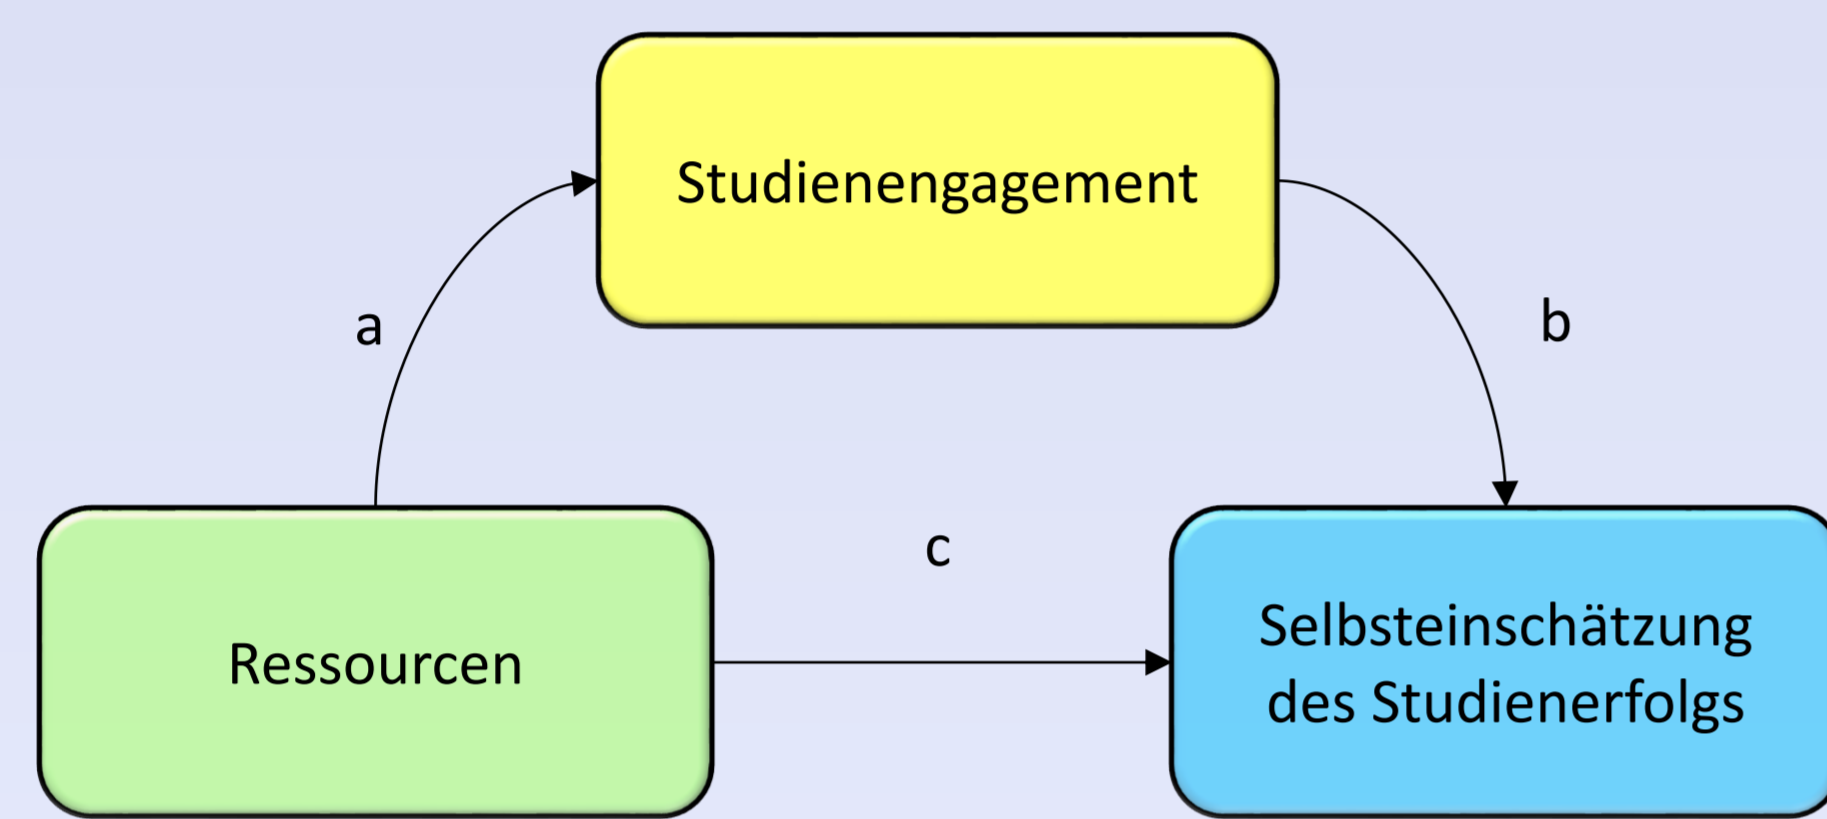 Studienengagement
a
b
c
Ressourcen
Selbsteinschätzung
des Studienerfolgs